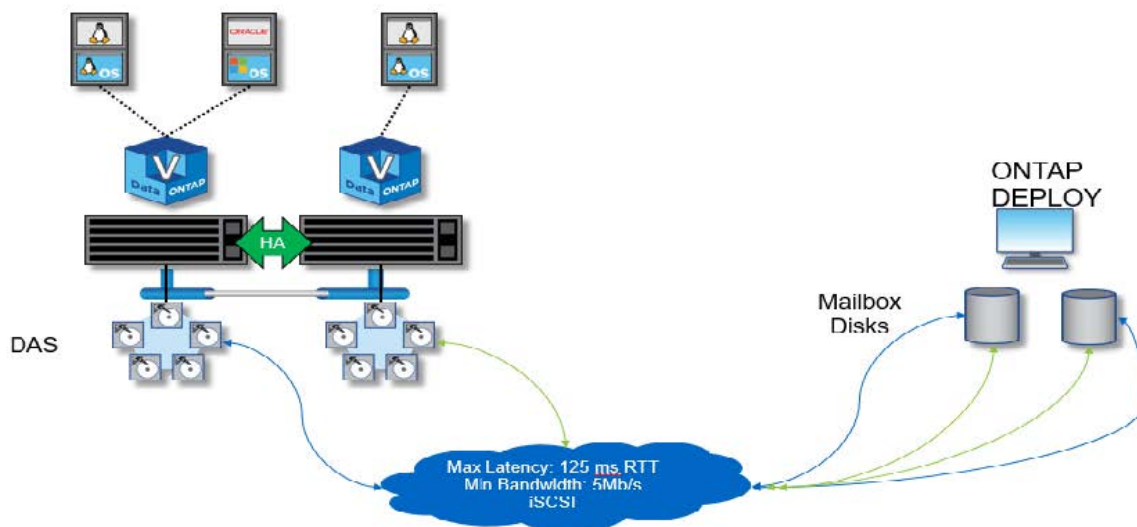 ORACLE
OS
OS
OS
V
Data ONTAP
V
Data ONTAP
HA
ONTAP
DEPLOY
Mailbox
Disks
DAS
Max Latency: 125 ms RTT
Min Bandwidth: 5Mb/s
iSCSI